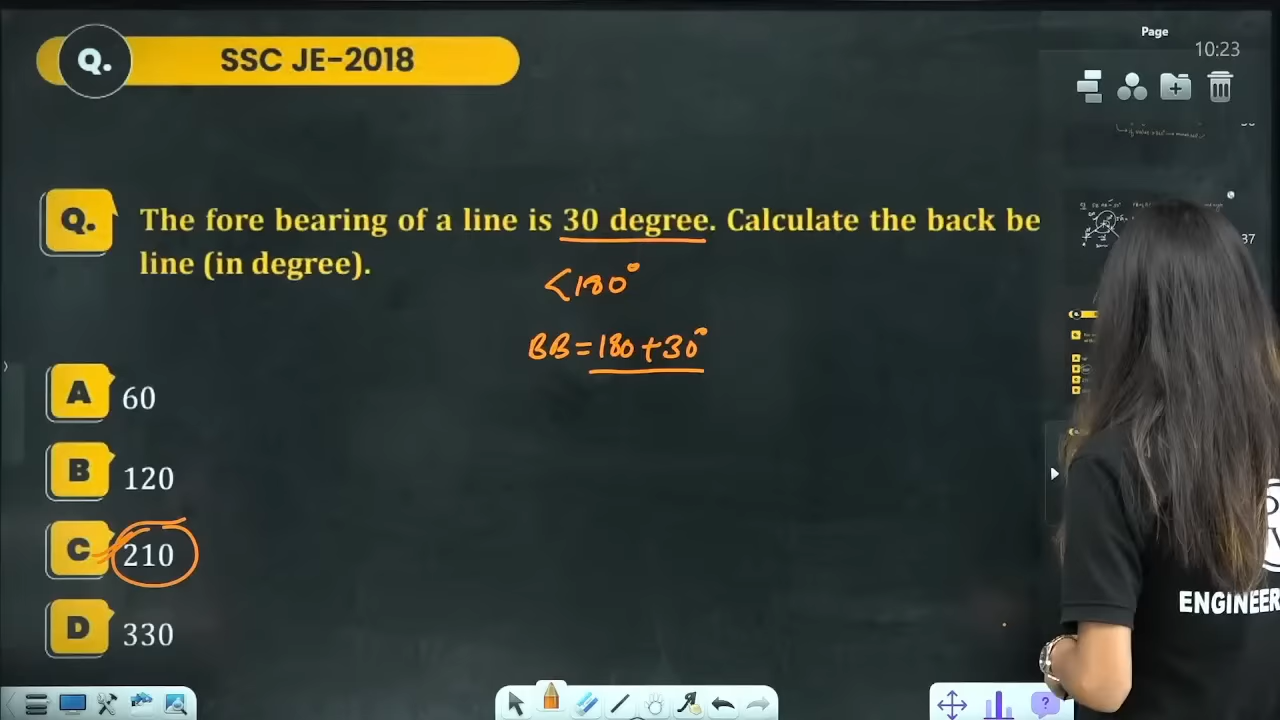 Q.
SSC JE-2018
Page
10:23
Q.
The fore bearing of a line is 30 degree. Calculate the back be
line (in degree).
<180°
BB = 180 + 30°
37
A
60
B
120
C
210
D
330
ENGINEER